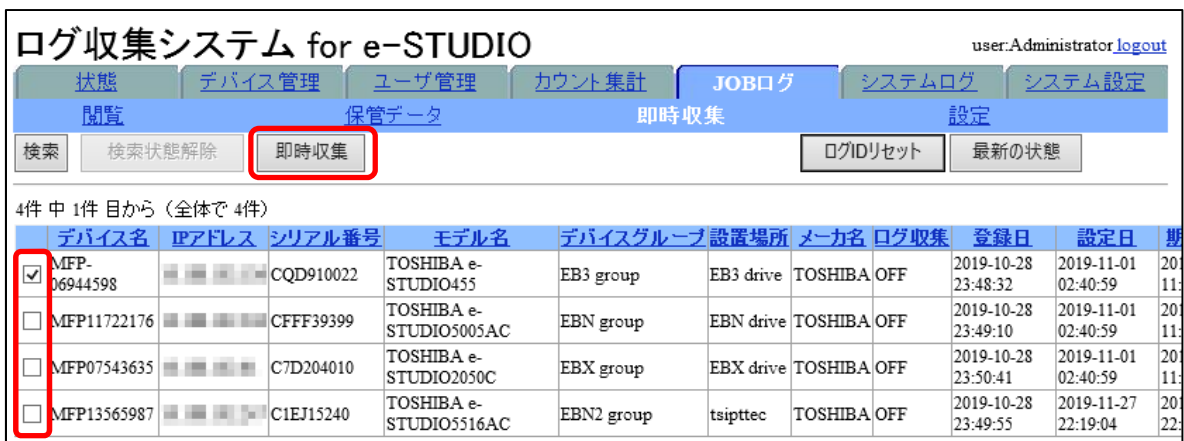 ログ収集システム for e-STUDIO
user:Administrator logout
状態 デバイス管理 ユーザ管理 カウント集計 JOBログ システムログ システム設定
閲覧 保管データ 即時収集 設定
検索 検索状態解除 即時収集 ログIDリセット 最新の状態
4件 中 1件 目から (全体で 4件)
デバイス名 IPアドレス シリアル番号 モデル名 デバイスグループ 設置場所 メーカ名 ログ収集 登録日 設定日 期
MFP- TOSHIBA e- 2019-10-28 2019-11-01 201
06944598 CQD910022 STUDIO455 EB3 group EB3 drive TOSHIBA OFF 23:48:32 02:40:59 11:
TOSHIBA e- 2019-10-28 2019-11-01 201
MFP11722176 CFFF39399 STUDIO5005AC EBN group EBN drive TOSHIBA OFF 23:49:10 02:40:59 11:
TOSHIBA e- 2019-10-28 2019-11-01 201
MFP07543635 C7D204010 STUDIO2050C EBX group EBX drive TOSHIBA OFF 23:50:41 02:40:59 11:
TOSHIBA e- 2019-10-28 2019-11-27 201
MFP13565987 C1EJ15240 STUDIO5516AC EBN2 group tsipttec TOSHIBA OFF 23:49:55 22:19:04 22: